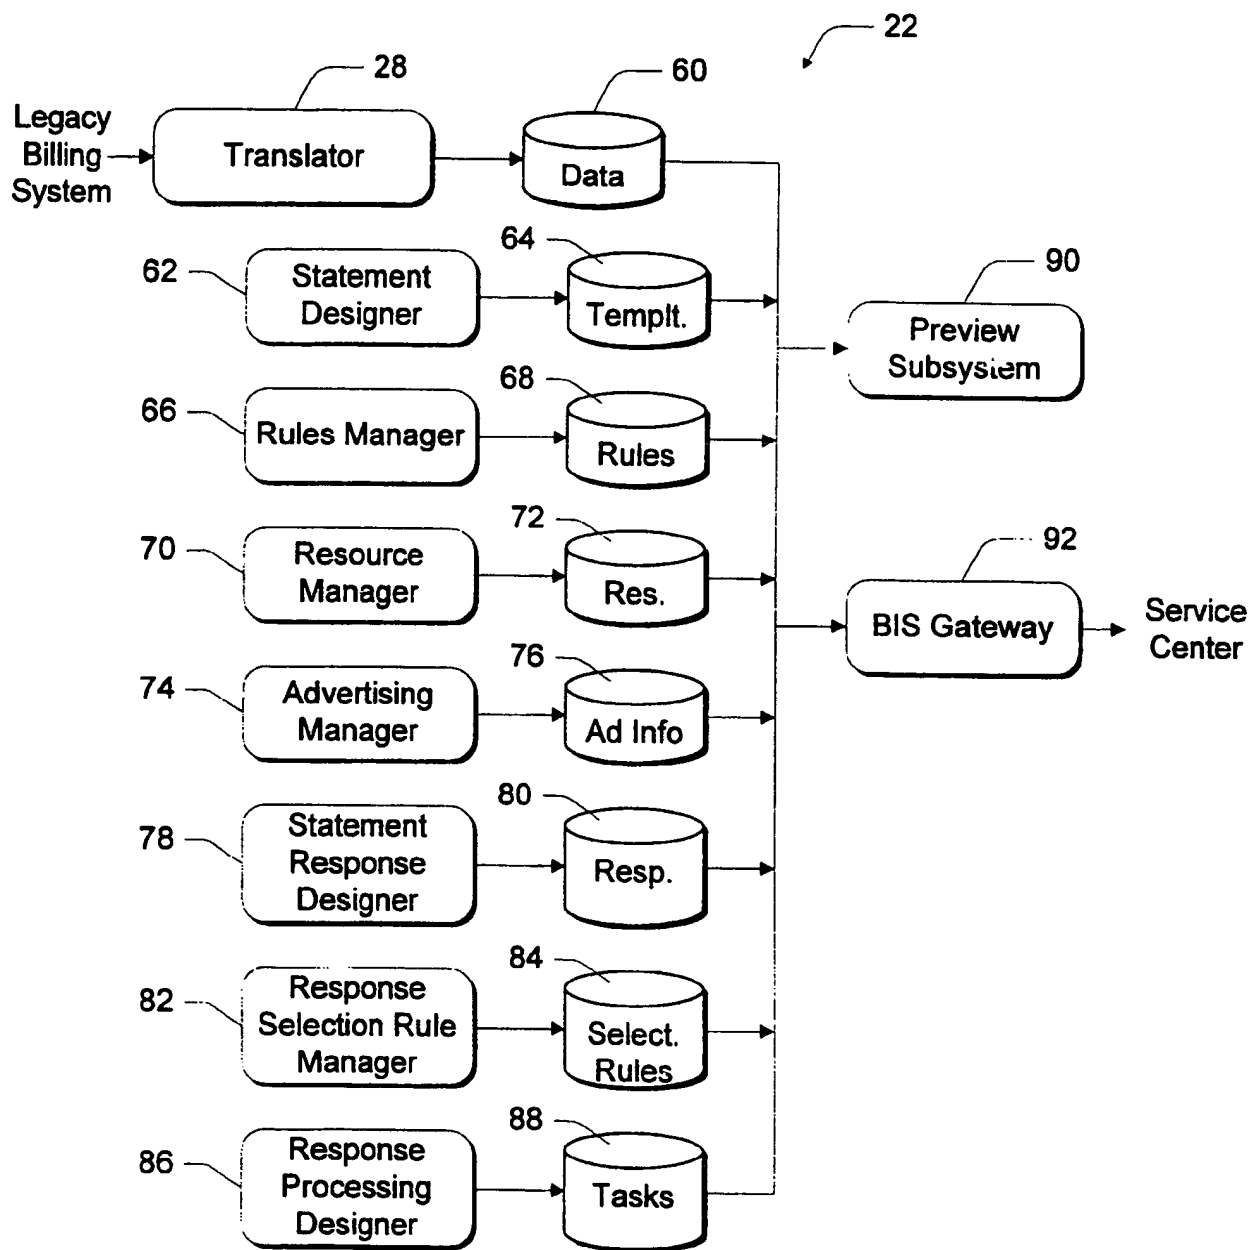 22
28
60
Legacy
Billing
System
Translator
Data
62
Statement
Designer
64
Templt.
90
Preview
Subsystem
66
Rules Manager
68
Rules
70
Resource
Manager
72
Res.
92
BIS Gateway
Service
Center
74
Advertising
Manager
76
Ad Info
78
Statement
Response
Designer
80
Resp.
82
Response
Selection Rule
Manager
84
Select.
Rules
86
Response
Processing
Designer
88
Tasks